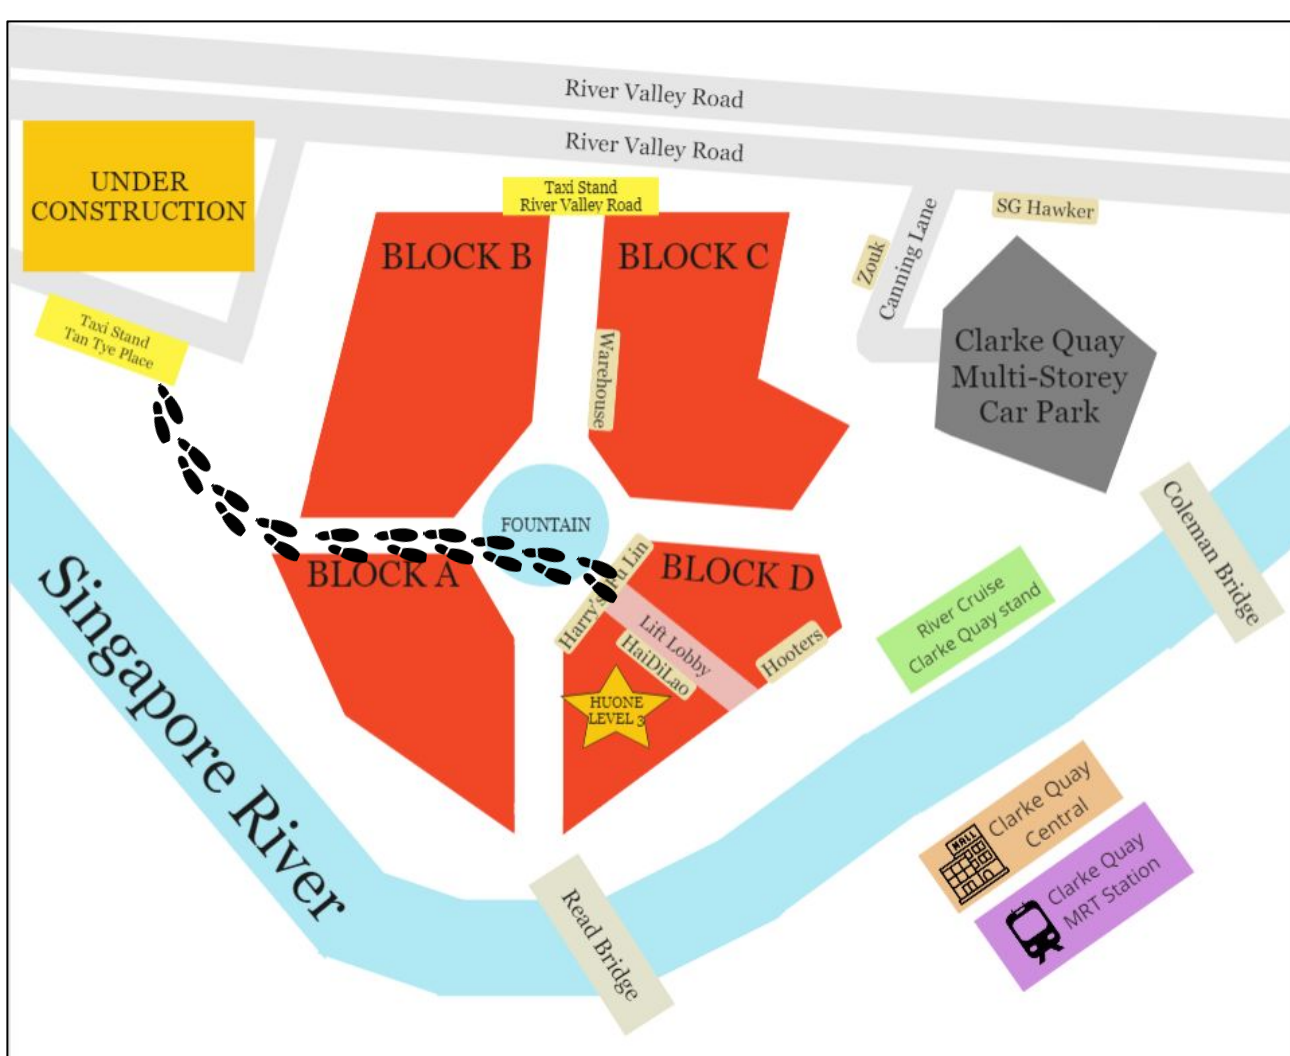 River Valley Road
River Valley Road
UNDER
CONSTRUCTION
Taxi Stand
River Valley Road
SG Hawker
BLOCK B
BLOCK C
Zouk
Canning Lane
Taxi Stand
Tan Tye Place
Warehouse
Clarke Quay
Multi-Storey
Car Park
FOUNTAIN
Coleman Bridge
BLOCK A
Harry's
Fu Lin
BLOCK D
Lift Lobby
HaiDiLao
Hooters
River Cruise
Clarke Quay stand
HUONE
LEVEL 3
Singapore River
MALL
Clarke Quay
Central
Clarke Quay
MRT Station
Read Bridge